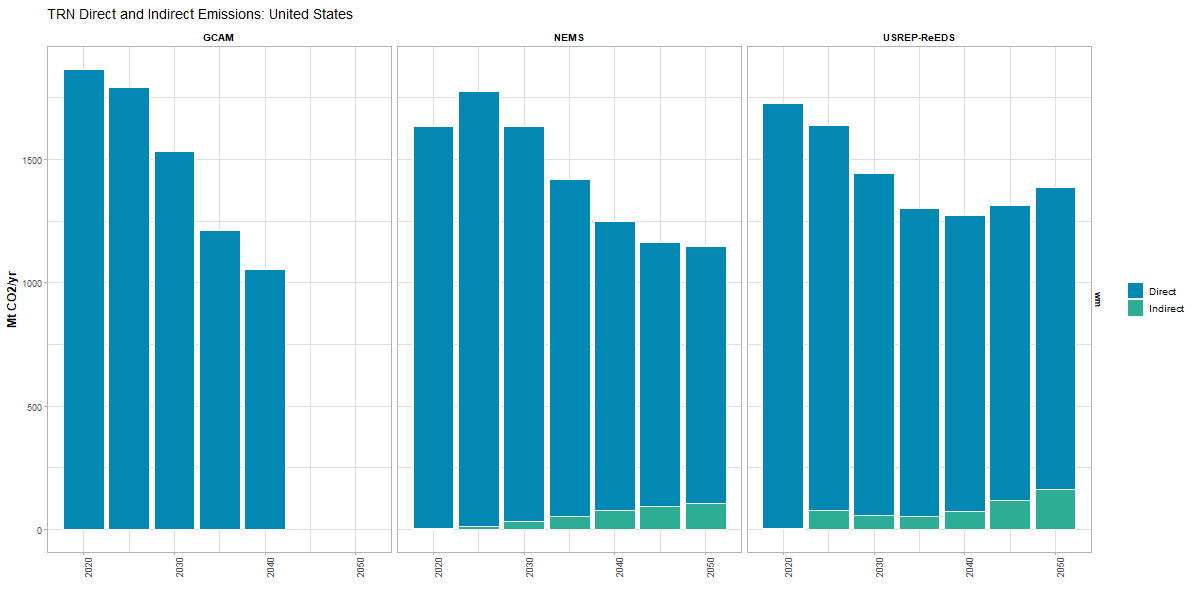 TRN Direct and Indirect Emissions: United States
GCAM
NEMS
USREP-ReEDS
Mt CO2/yr
1500
1000
500
0
2020
2030
2040
2050
2020
2030
2040
2050
2020
2030
2040
2050
wm
Direct
Indirect